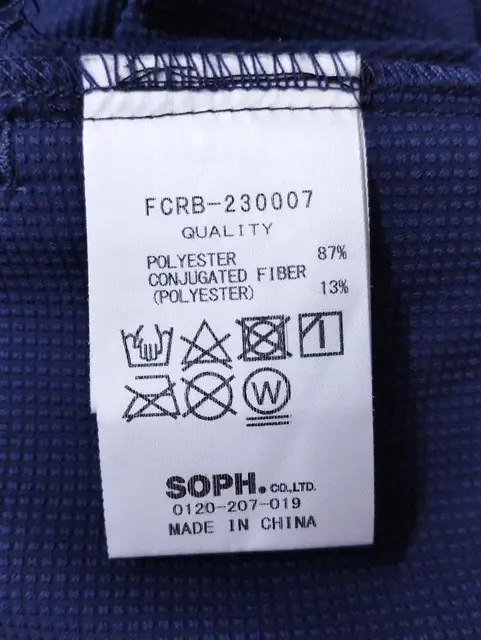 FCRB-230007
QUALITY
POLYESTER 87%
CONJUGATED FIBER
(POLYESTER) 13%
W
SOPH. CO.,LTD.
0120-207-019
MADE IN CHINA